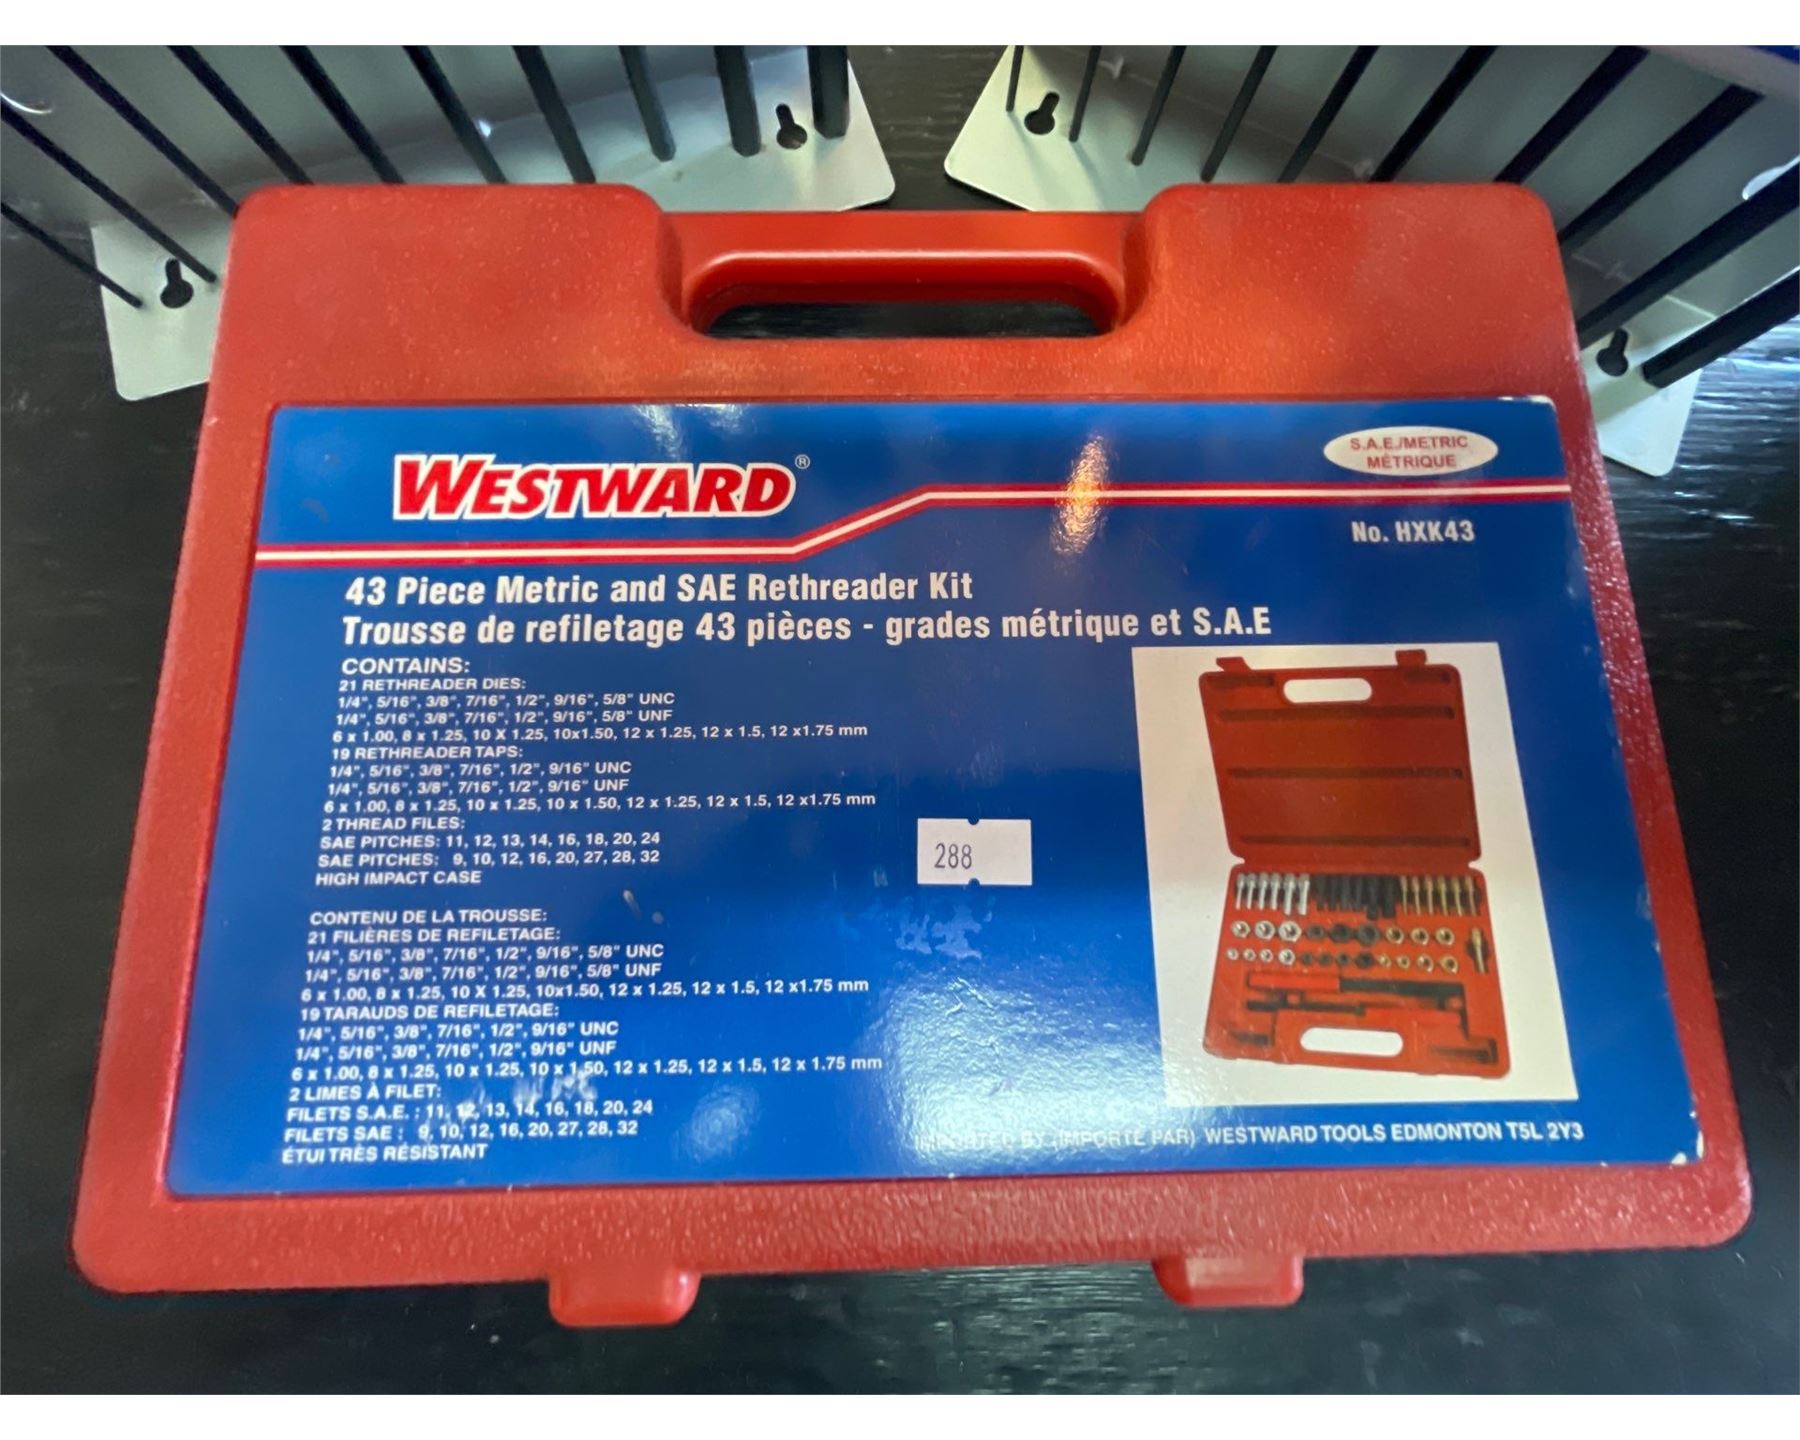 WESTWARD®
S.A.E./METRIC
MÉTRIQUE
No. HXK43
43 Piece Metric and SAE Rethreader Kit
Trousse de refiletage 43 pièces - grades métrique et S.A.E
CONTAINS:
21 RETHREADER DIES:
1/4", 5/16", 3/8", 7/16", 1/2", 9/16", 5/8" UNC
1/4", 5/16", 3/8", 7/16", 1/2", 9/16", 5/8" UNF
6 x 1.00, 8 x 1.25, 10 X 1.25, 10x1.50, 12 x 1.25, 12 x 1.5, 12 x1.75 mm
19 RETHREADER TAPS:
1/4", 5/16", 3/8", 7/16", 1/2", 9/16" UNC
1/4", 5/16", 3/8", 7/16", 1/2", 9/16" UNF
6 x 1.00, 8 x 1.25, 10 x 1.25, 10 x 1.50, 12 x 1.25, 12 x 1.5, 12 x1.75 mm
2 THREAD FILES:
SAE PITCHES: 11, 12, 13, 14, 16, 18, 20, 24
SAE PITCHES: 9, 10, 12, 16, 20, 27, 28, 32
HIGH IMPACT CASE
288
CONTENU DE LA TROUSSE:
21 FILIÈRES DE REFILETAGE:
1/4", 5/16", 3/8", 7/16", 1/2", 9/16", 5/8" UNC
1/4", 5/16", 3/8", 7/16", 1/2", 9/16", 5/8" UNF
6 x 1.00, 8 x 1.25, 10 X 1.25, 10x1.50, 12 x 1.25, 12 x 1.5, 12 x1.75 mm
19 TARAUDS DE REFILETAGE:
1/4", 5/16", 3/8", 7/16", 1/2", 9/16" UNC
1/4", 5/16", 3/8", 7/16", 1/2", 9/16" UNF
6 x 1.00, 8 x 1.25, 10 x 1.25, 10 x 1.50, 12 x 1.25, 12 x 1.5, 12 x 1.75 mm
2 LIMES À FILET:
FILETS S.A.E. : 11, 12, 13, 14, 16, 18, 20, 24
FILETS SAE : 9, 10, 12, 16, 20, 27, 28, 32
ÉTUI TRÈS RÉSISTANT
IMPORTED BY (IMPORTÉ PAR) WESTWARD TOOLS EDMONTON T5L 2Y3